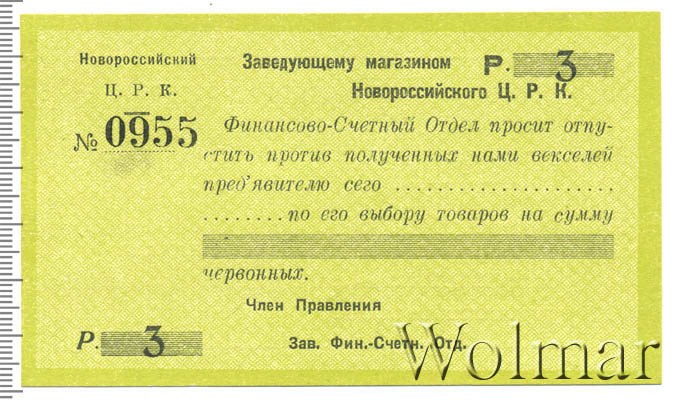 Новороссийский
Ц. Р. К.
№ 0955
Р. 3
Заведующему магазином Р. 3
Новороссийского Ц. Р. К.
Финансово-Счетный Отдел просит отпу-
стить против полученных нами векселей
пред'явителю сего ......................
........по его выбору товаров на сумму
червонных.
Член Правления
Зав. Фин.-Счетн. Отд.
Wolmar